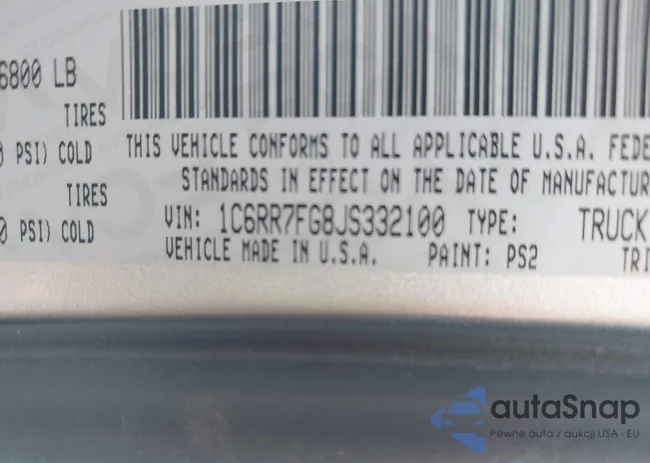 6800 LB
TIRES
PSI) COLD
TIRES
0 PSI) COLD
THIS VEHICLE CONFORMS TO ALL APPLICABLE U.S.A. FEDE
STANDARDS IN EFFECT ON THE DATE OF MANUFACTUR
VIN: 1C6RR7FG8JS332100 TYPE: TRUCK
VEHICLE MADE IN U.S.A. PAINT: PS2 TRI
autaSnap
Pewne auta z aukcji USA i EU